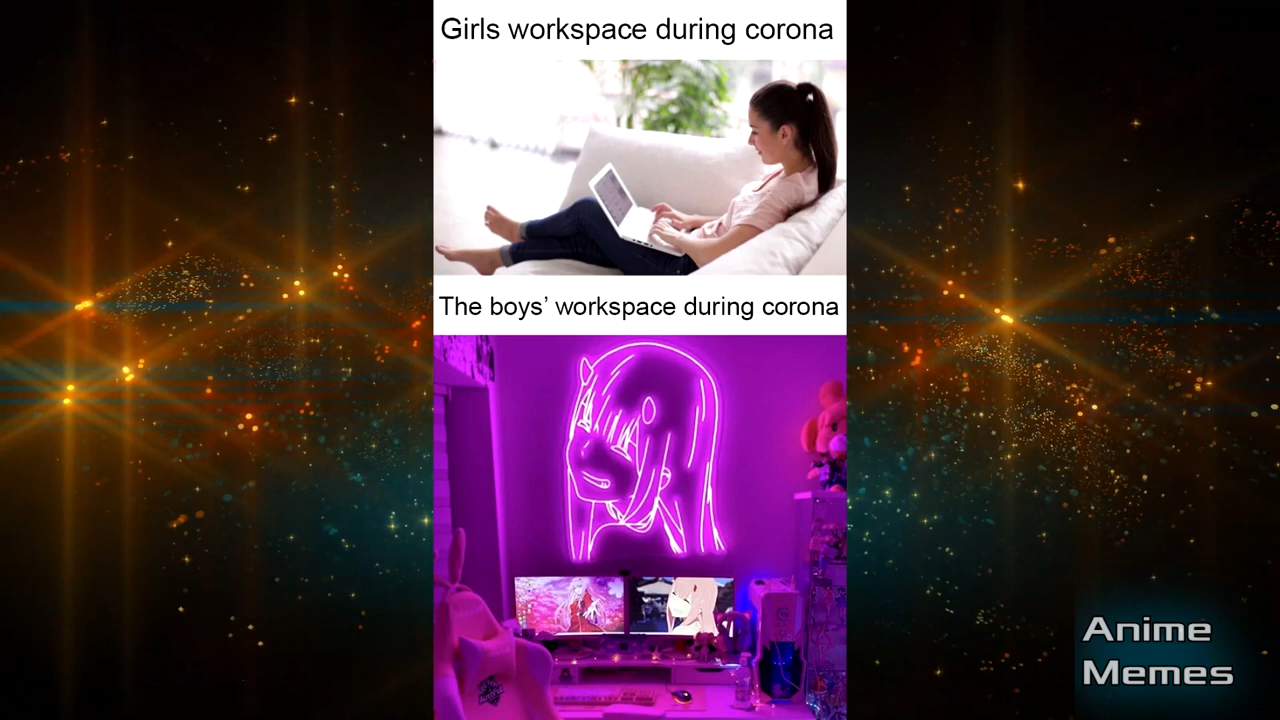 Girls workspace during corona
The boys’ workspace during corona
Anime
Memes